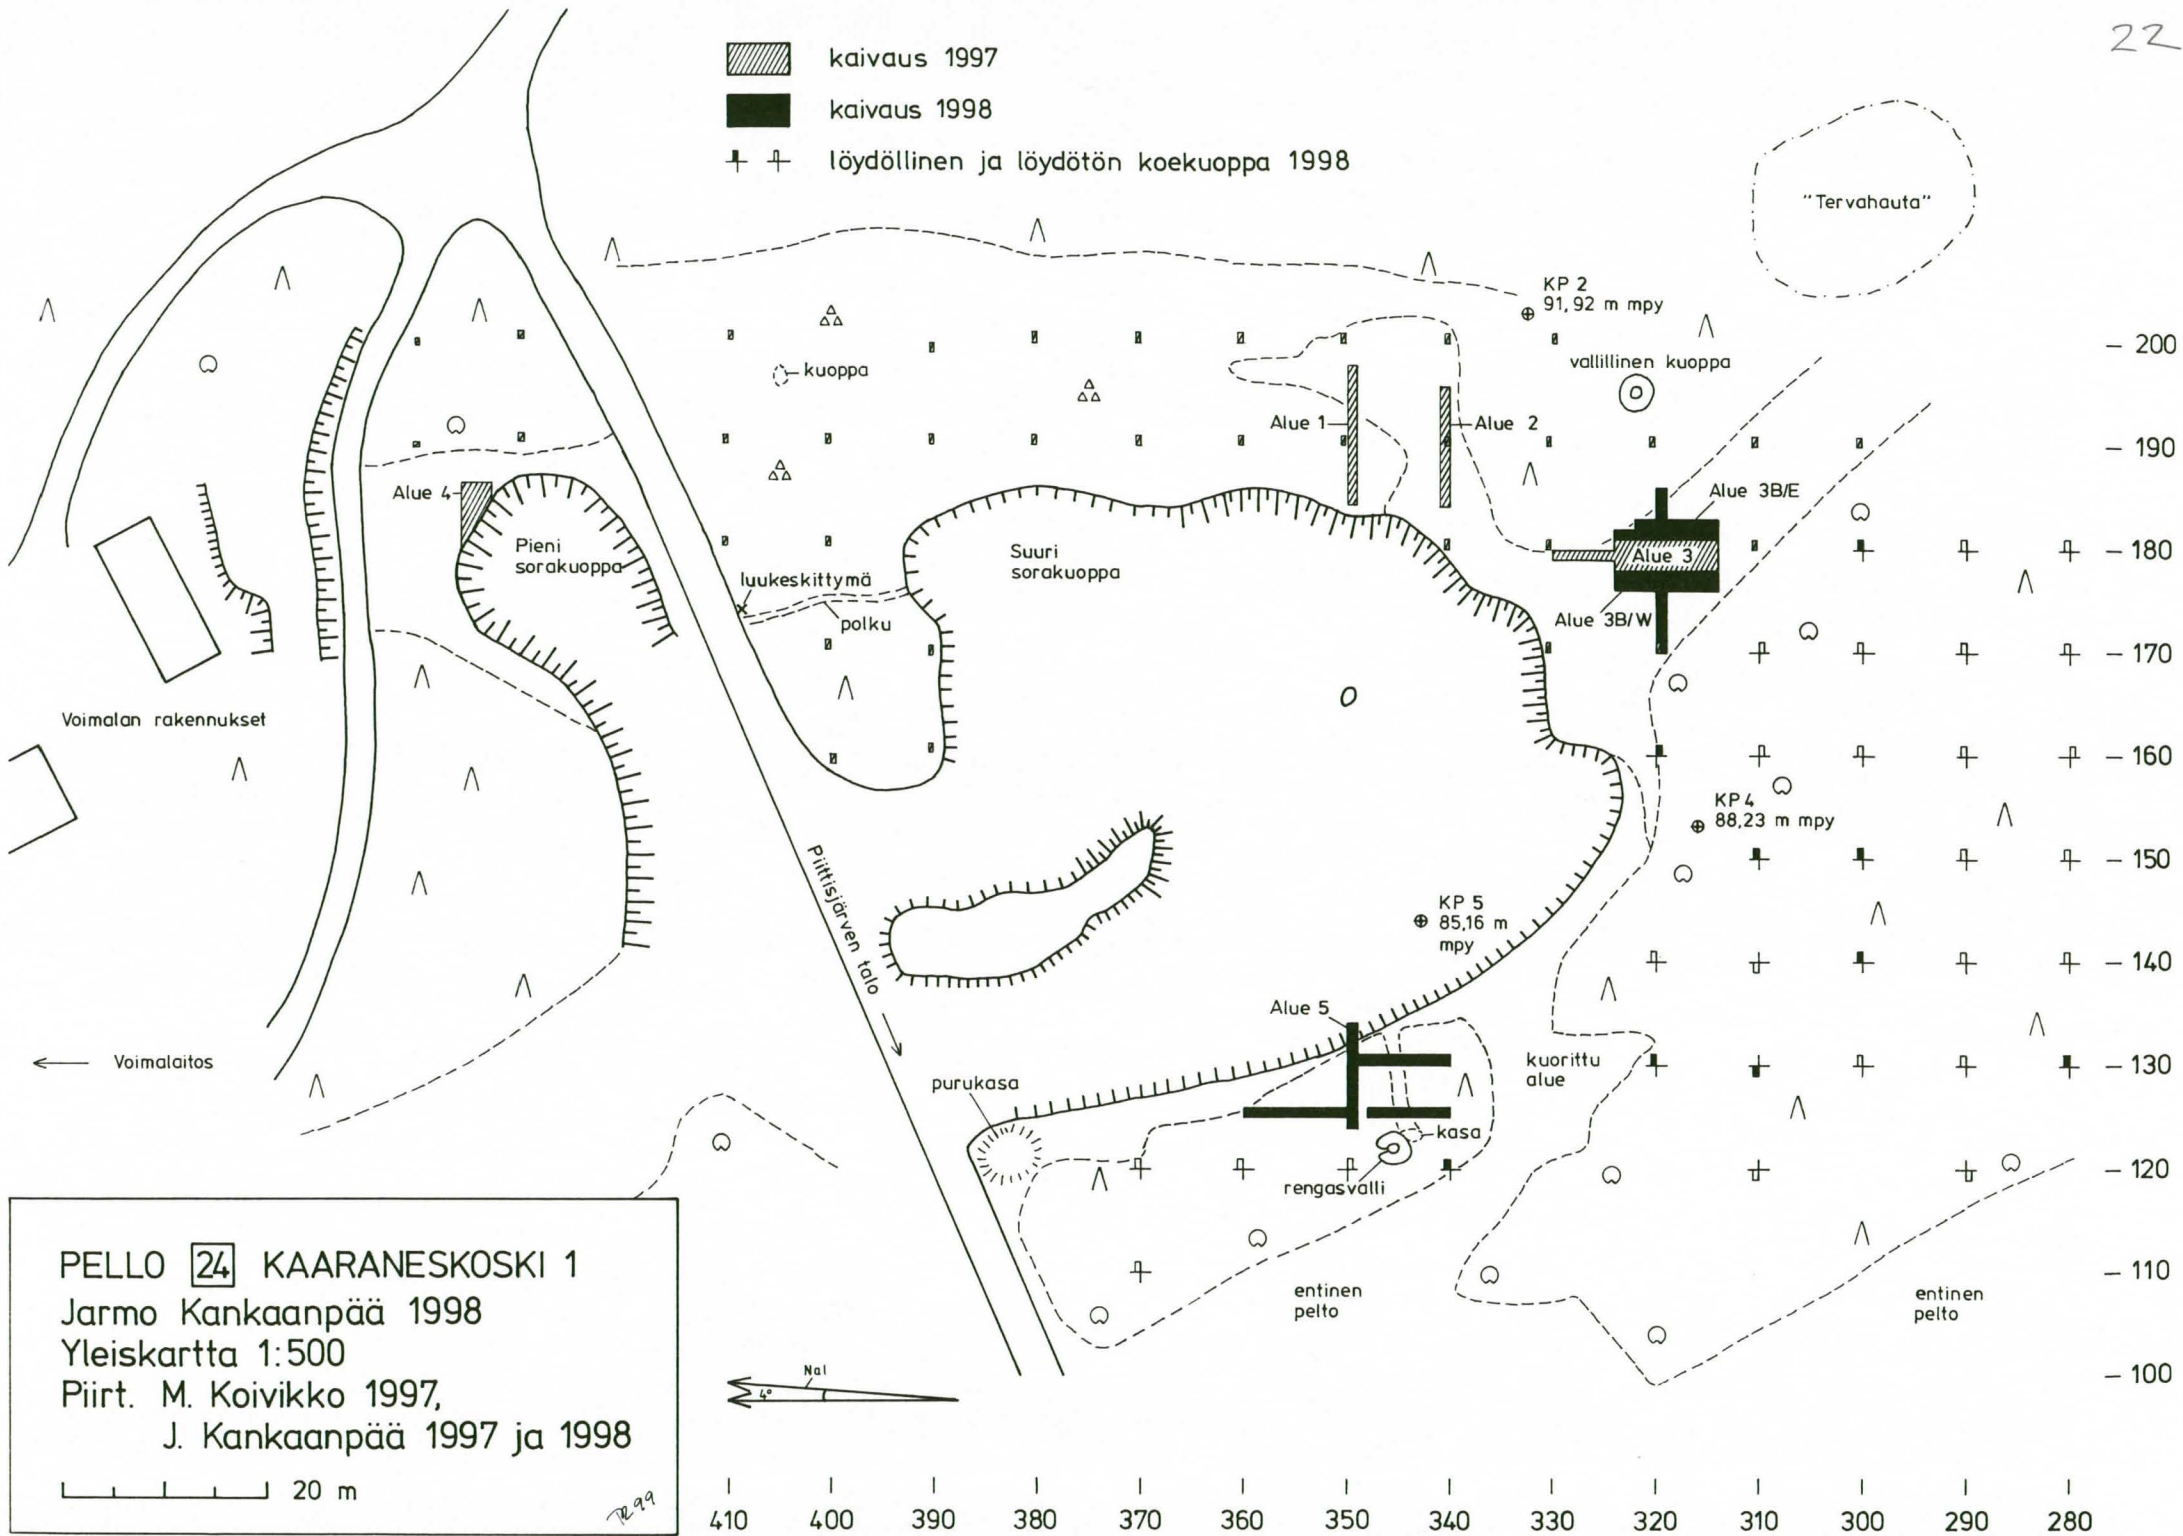 22
kaivaus 1997
kaivaus 1998
löydöllinen ja löydötön koekuoppa 1998
"Tervahauta"
KP 2
91,92 m mpy
vallillinen kuoppa
kuoppa
Alue 1
Alue 2
Alue 4
Pieni
sorakuoppa
Suuri
sorakuoppa
luukeskittymä
polku
Alue 3B/E
Alue 3
Alue 3B/W
Voimalan rakennukset
Piittisjärven talo
KP 4
88,23 m mpy
KP 5
85,16 m
mpy
Alue 5
Voimalaitos
purukasa
kuorittu
alue
kasa
rengasvalli
entinen
pelto
entinen
pelto
200
190
180
170
160
150
140
130
120
110
100
PELLO 24 KAARANESKOSKI 1
Jarmo Kankaanpää 1998
Yleiskartta 1:500
Piirt. M. Koivikko 1997,
J. Kankaanpää 1997 ja 1998
20 m
Nal
4°
410 400 390 380 370 360 350 340 330 320 310 300 290 280